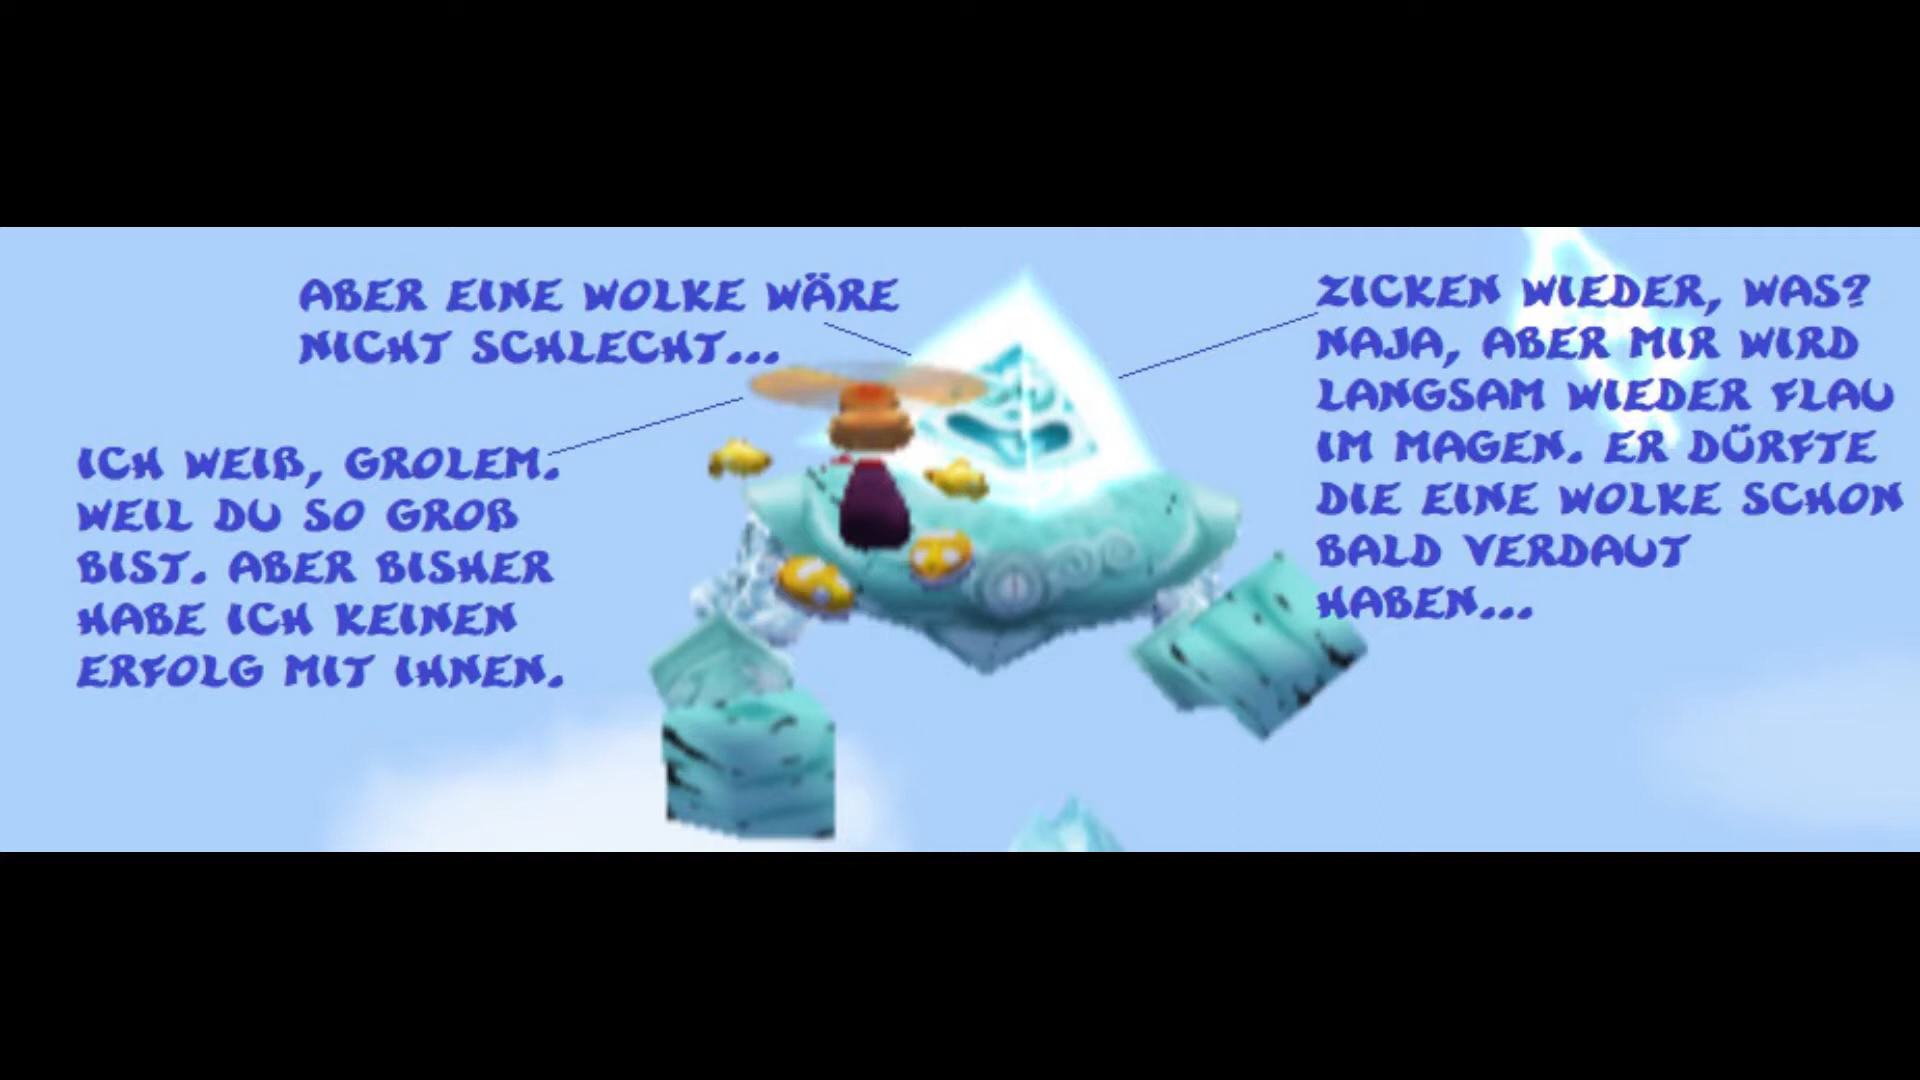 ABER EINE WOLKE WÄRE
NICHT SCHLECHT...
ICH WEIß, GROLEM.
WEIL DU SO GROß
BIST. ABER BISHER
HABE ICH KEINEN
ERFOLG MIT IHNEN.
ZICKEN WIEDER, WAS?
NAJA, ABER MIR WIRD
LANGSAM WIEDER FLAU
IM MAGEN. ER DÜRFTE
DIE EINE WOLKE SCHON
BALD VERDAUT
HABEN...